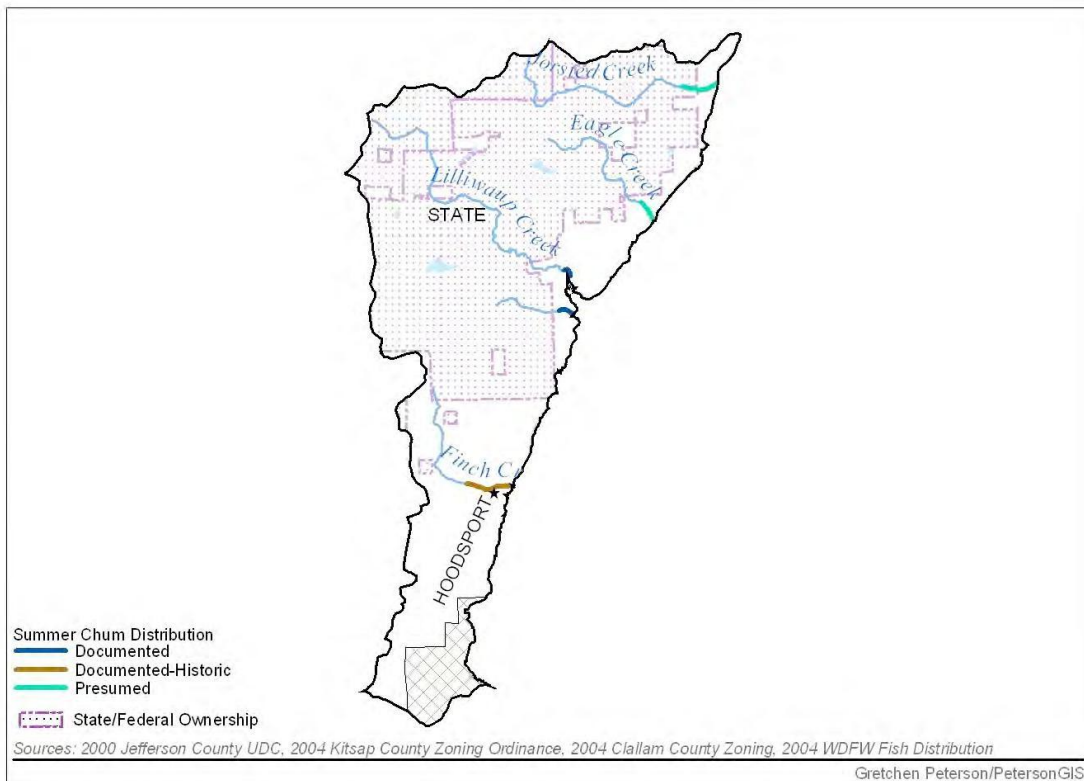 Jorsted Creek
Eagle Creek
Lilliwaup Creek
STATE
Finch C
HOODSPORT
Summer Chum Distribution
Documented
Documented-Historic
Presumed
State/Federal Ownership
Sources: 2000 Jefferson County UDC, 2004 Kitsap County Zoning Ordinance, 2004 Clallam County Zoning, 2004 WDFW Fish Distribution
Gretchen Peterson/PetersonGIS